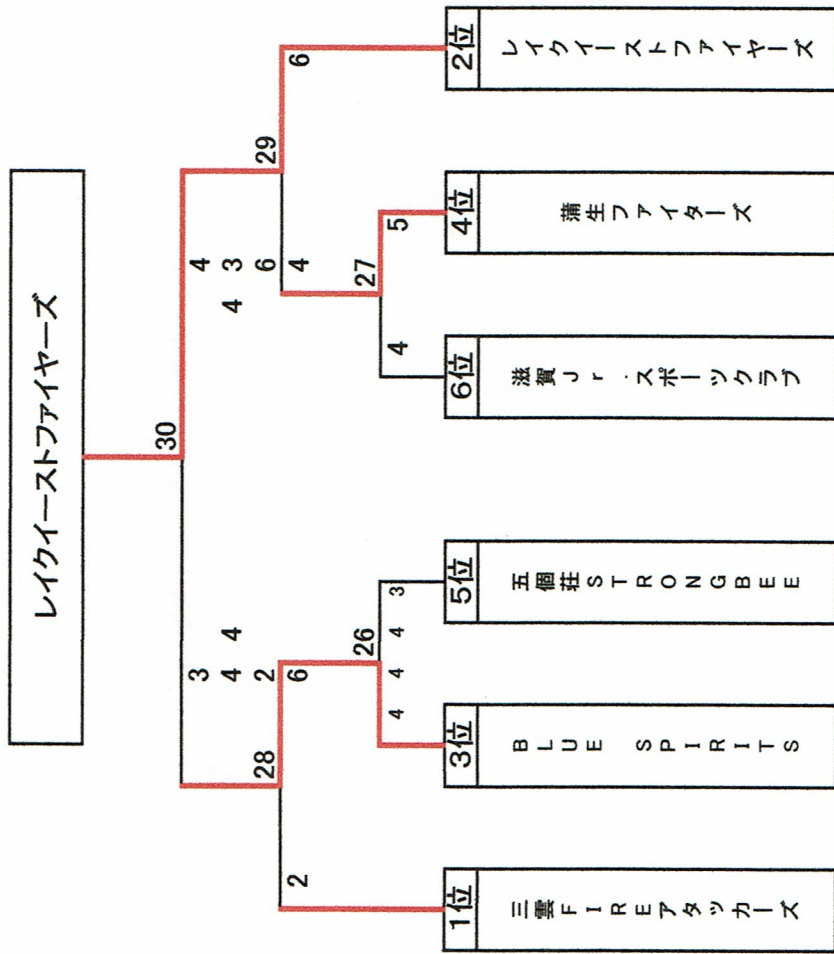 レイクイーストファイヤーズ
30
29
4
3
6
4
4
6
27
5
4
28
3
4
2
4
6
2
26
4
4
4
3
1位
三雲FIREアタッカーズ
3位
BLUE SPIRITS
5位
五個荘STRONGBEE
6位
滋賀Jr.スポーツクラブ
4位
蒲生ファイターズ
2位
レイクイーストファイヤーズ